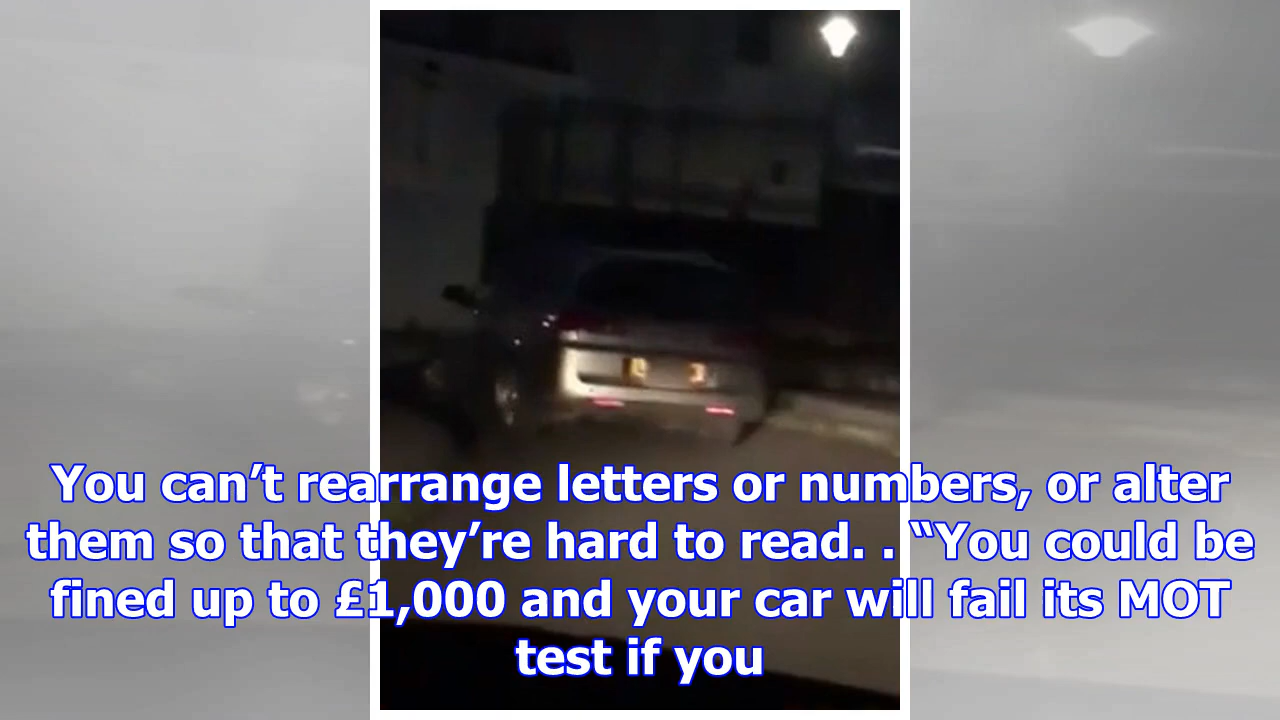 You can’t rearrange letters or numbers, or alter
them so that they’re hard to read. . “You could be
fined up to £1,000 and your car will fail its MOT
test if you